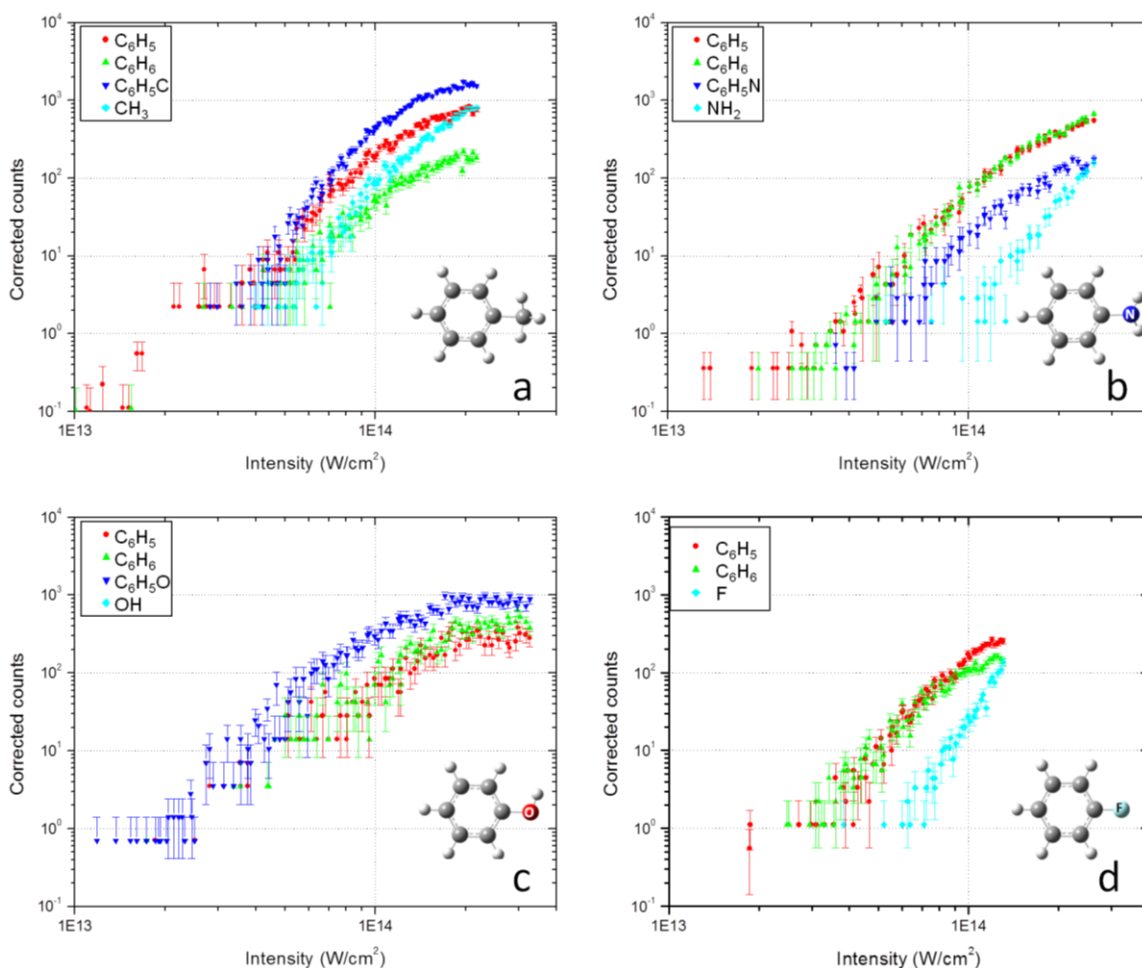 10⁴
10³
10²
10¹
10⁰
10⁻¹
Corrected counts
C₆H₅
C₆H₆
C₆H₅C
CH₃
a
1E13
1E14
Intensity (W/cm²)
10⁴
10³
10²
10¹
10⁰
10⁻¹
Corrected counts
C₆H₅
C₆H₆
C₆H₅N
NH₂
N
b
1E13
1E14
Intensity (W/cm²)
10⁴
10³
10²
10¹
10⁰
10⁻¹
Corrected counts
C₆H₅
C₆H₆
C₆H₅O
OH
O
c
1E13
1E14
Intensity (W/cm²)
10⁴
10³
10²
10¹
10⁰
10⁻¹
Corrected counts
C₆H₅
C₆H₆
F
F
d
1E13
1E14
Intensity (W/cm²)